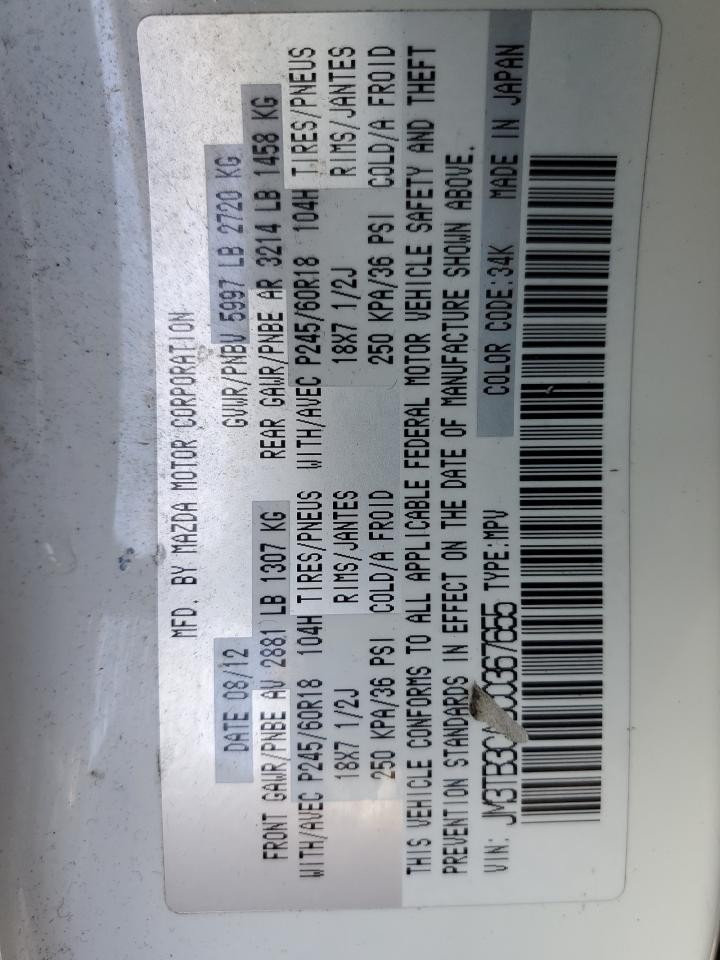 MFD. BY MAZDA MOTOR CORPORATION
DATE 08/12 GVWR/PNBV 5997 LB 2720 KG
FRONT GAWR/PNBE AV 2881 LB 1307 KG REAR GAWR/PNBE AR 3214 LB 1458 KG
WITH/AVEC P245/60R18 104H TIRES/PNEUS WITH/AVEC P245/60R18 104H TIRES/PNEUS
18X7 1/2J RIMS/JANTES 18X7 1/2J RIMS/JANTES
250 KPA/36 PSI COLD/A FROID 250 KPA/36 PSI COLD/A FROID
THIS VEHICLE CONFORMS TO ALL APPLICABLE FEDERAL MOTOR VEHICLE SAFETY AND THEFT
PREVENTION STANDARDS IN EFFECT ON THE DATE OF MANUFACTURE SHOWN ABOVE.
VIN: TYPE:MPV COLOR CODE:34K MADE IN JAPAN